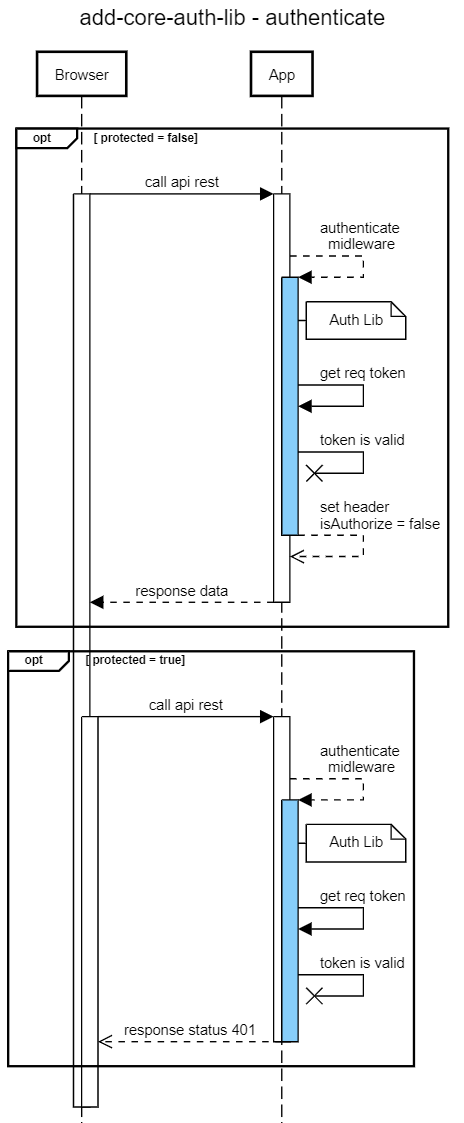 add-core-auth-lib - authenticate
Browser
App
opt
[ protected = false]
call api rest
authenticate
midleware
Auth Lib
get req token
token is valid
set header
isAuthorize = false
response data
opt
[ protected = true]
call api rest
authenticate
midleware
Auth Lib
get req token
token is valid
response status 401